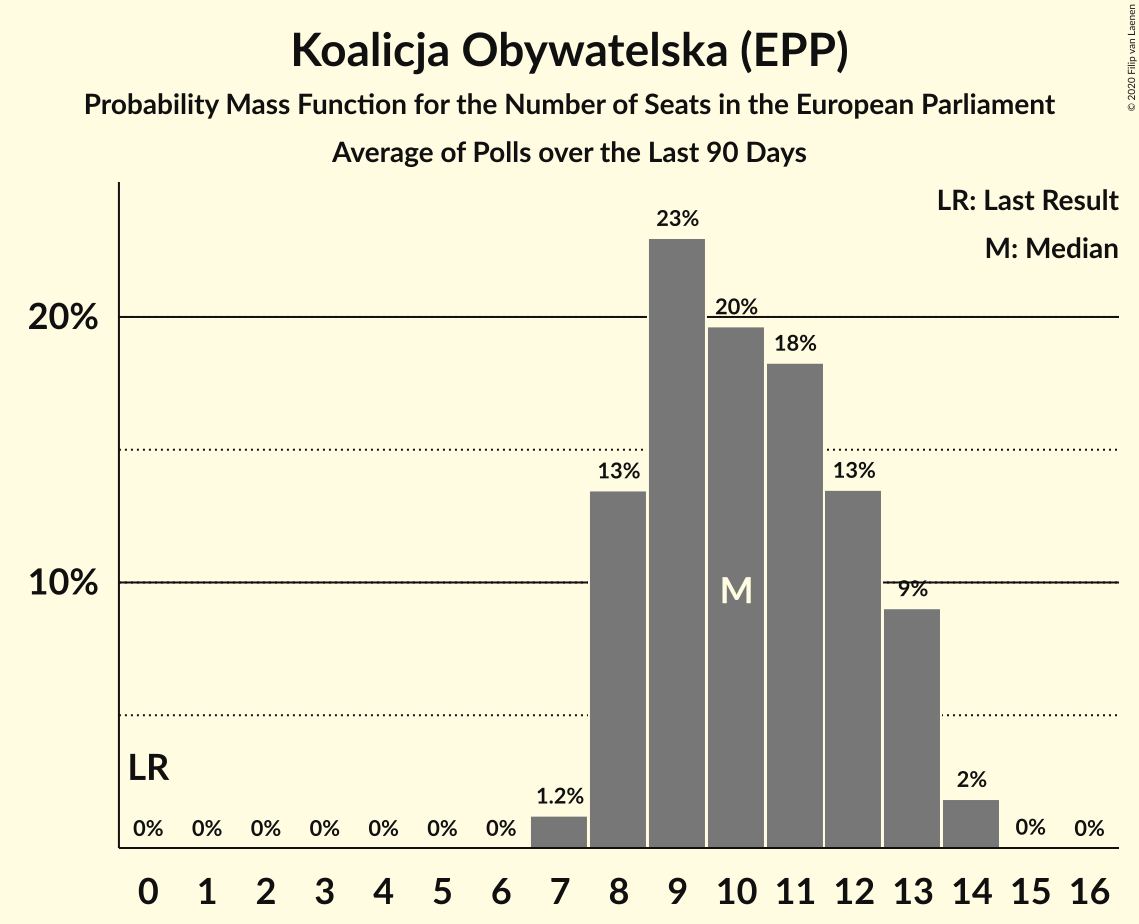 Koalicja Obywatelska (EPP)
Probability Mass Function for the Number of Seats in the European Parliament
Average of Polls over the Last 90 Days
© 2020 Filip van Laenen
LR: Last Result
M: Median
23%
20%
20%
18%
13%
13%
10%
M
9%
LR
1.2%
2%
0% 0% 0% 0% 0% 0% 0% 0% 0%
0 1 2 3 4 5 6 7 8 9 10 11 12 13 14 15 16